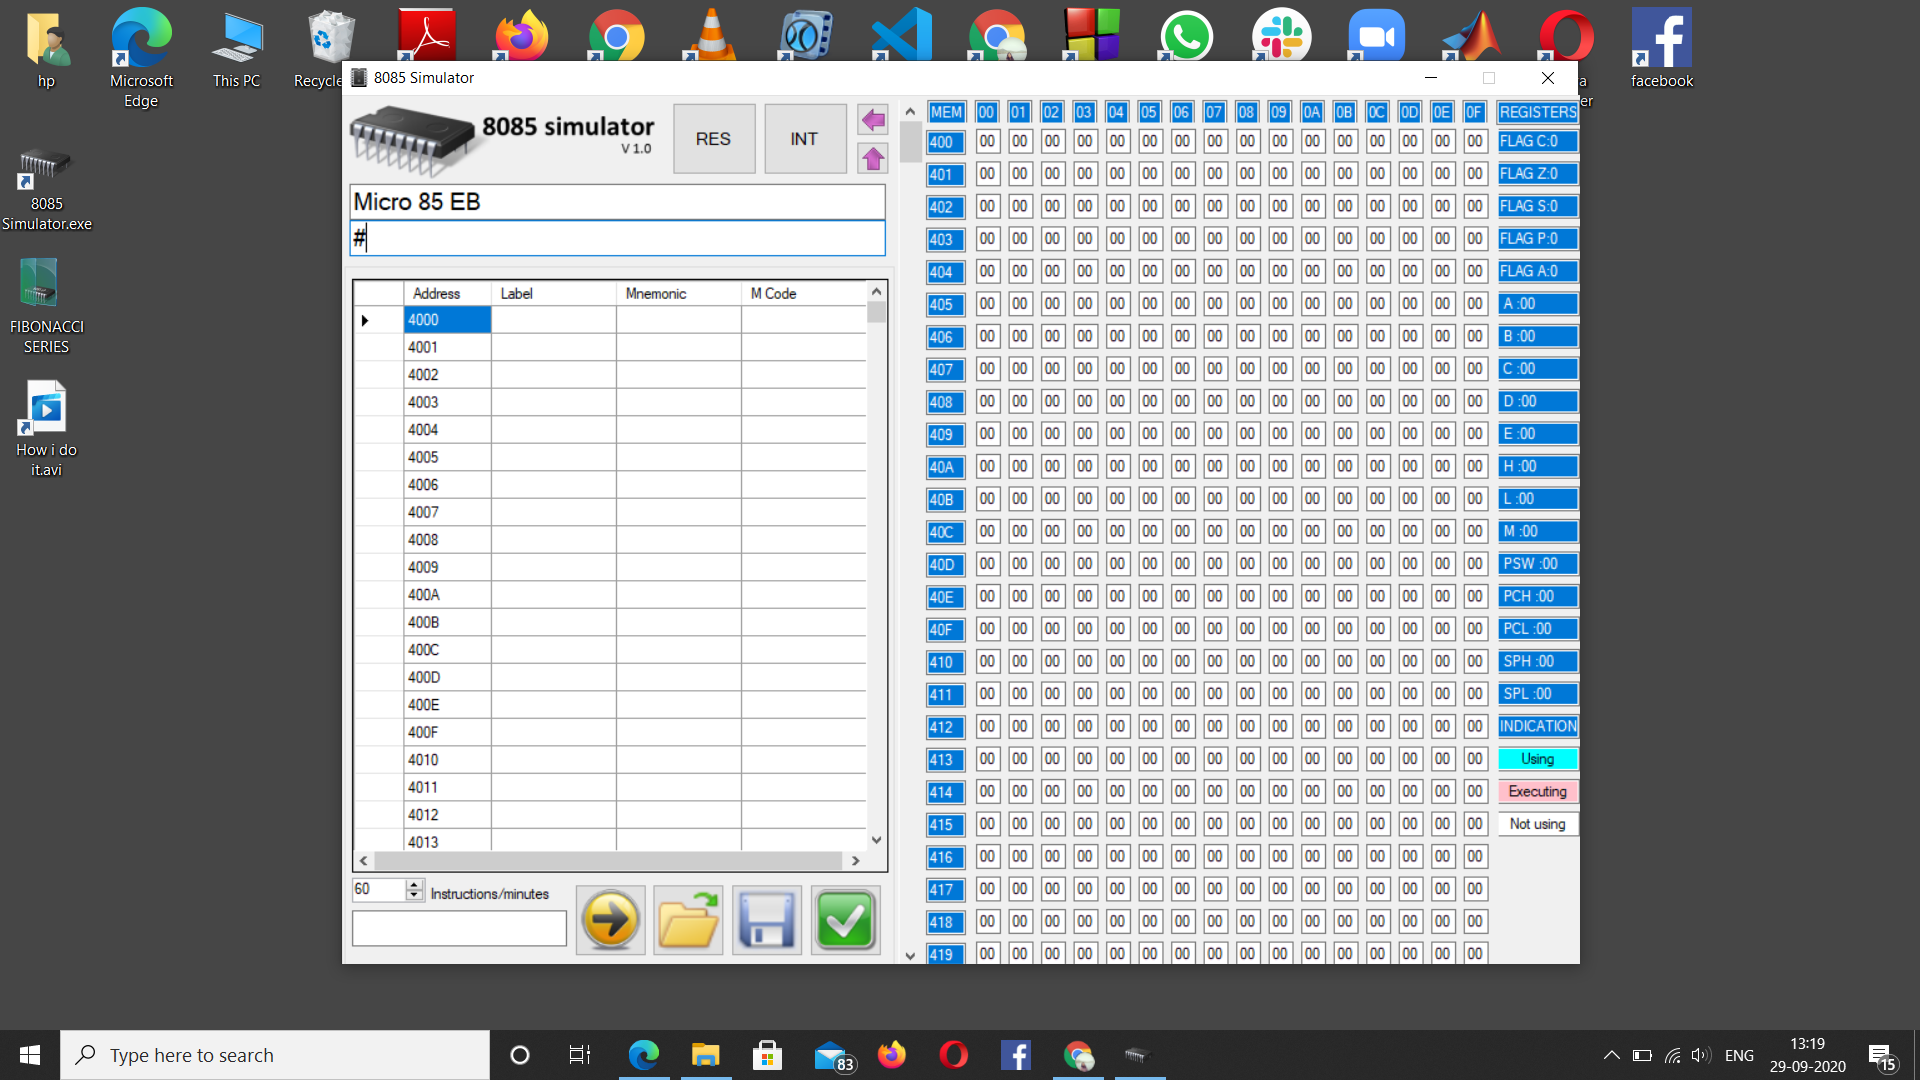 hp
Microsoft
Edge
This PC
Recycle
facebook
8085
Simulator.exe
FIBONACCI
SERIES
How i do
it.avi
8085 Simulator
8085 simulator
V 1.0
RES
INT
Micro 85 EB
#
Address Label Mnemonic M Code
4000
4001
4002
4003
4004
4005
4006
4007
4008
4009
400A
400B
400C
400D
400E
400F
4010
4011
4012
4013
60 Instructions/minutes
MEM 00 01 02 03 04 05 06 07 08 09 0A 0B 0C 0D 0E 0F REGISTERS
400 00 00 00 00 00 00 00 00 00 00 00 00 00 00 00 00 FLAG C:0
401 00 00 00 00 00 00 00 00 00 00 00 00 00 00 00 00 FLAG Z:0
402 00 00 00 00 00 00 00 00 00 00 00 00 00 00 00 00 FLAG S:0
403 00 00 00 00 00 00 00 00 00 00 00 00 00 00 00 00 FLAG P:0
404 00 00 00 00 00 00 00 00 00 00 00 00 00 00 00 00 FLAG A:0
405 00 00 00 00 00 00 00 00 00 00 00 00 00 00 00 00 A :00
406 00 00 00 00 00 00 00 00 00 00 00 00 00 00 00 00 B :00
407 00 00 00 00 00 00 00 00 00 00 00 00 00 00 00 00 C :00
408 00 00 00 00 00 00 00 00 00 00 00 00 00 00 00 00 D :00
409 00 00 00 00 00 00 00 00 00 00 00 00 00 00 00 00 E :00
40A 00 00 00 00 00 00 00 00 00 00 00 00 00 00 00 00 H :00
40B 00 00 00 00 00 00 00 00 00 00 00 00 00 00 00 00 L :00
40C 00 00 00 00 00 00 00 00 00 00 00 00 00 00 00 00 M :00
40D 00 00 00 00 00 00 00 00 00 00 00 00 00 00 00 00 PSW :00
40E 00 00 00 00 00 00 00 00 00 00 00 00 00 00 00 00 PCH :00
40F 00 00 00 00 00 00 00 00 00 00 00 00 00 00 00 00 PCL :00
410 00 00 00 00 00 00 00 00 00 00 00 00 00 00 00 00 SPH :00
411 00 00 00 00 00 00 00 00 00 00 00 00 00 00 00 00 SPL :00
412 00 00 00 00 00 00 00 00 00 00 00 00 00 00 00 00 INDICATION
413 00 00 00 00 00 00 00 00 00 00 00 00 00 00 00 00 Using
414 00 00 00 00 00 00 00 00 00 00 00 00 00 00 00 00 Executing
415 00 00 00 00 00 00 00 00 00 00 00 00 00 00 00 00 Not using
416 00 00 00 00 00 00 00 00 00 00 00 00 00 00 00 00
417 00 00 00 00 00 00 00 00 00 00 00 00 00 00 00 00
418 00 00 00 00 00 00 00 00 00 00 00 00 00 00 00 00
419 00 00 00 00 00 00 00 00 00 00 00 00 00 00 00 00
Type here to search
83
ENG
13:19
29-09-2020
15